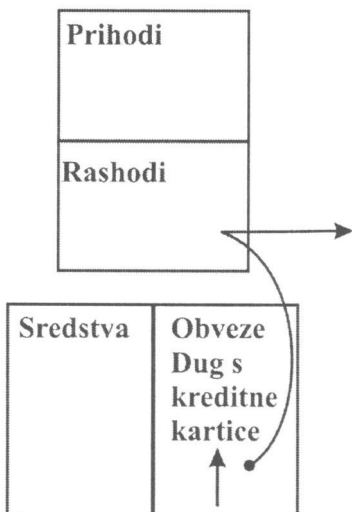 Prihodi
Rashodi
Sredstva
Obveze
Dug s
kreditne
kartice